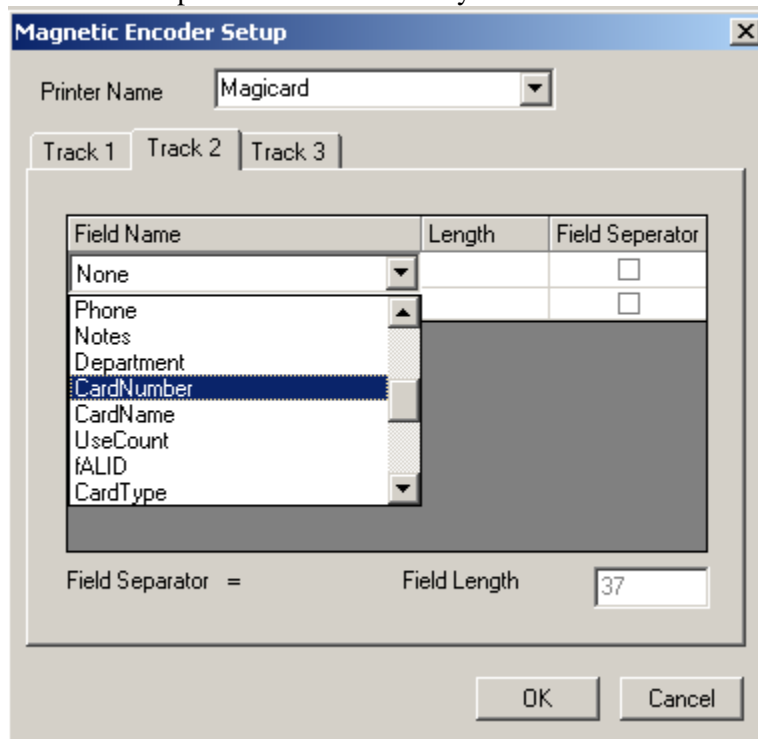 Magnetic Encoder Setup
Printer Name Magicard
Track 1 Track 2 Track 3
Field Name Length Field Seperator
None
Phone
Notes
Department
CardNumber
CardName
UseCount
fALID
CardType
Field Separator = Field Length 37
OK Cancel